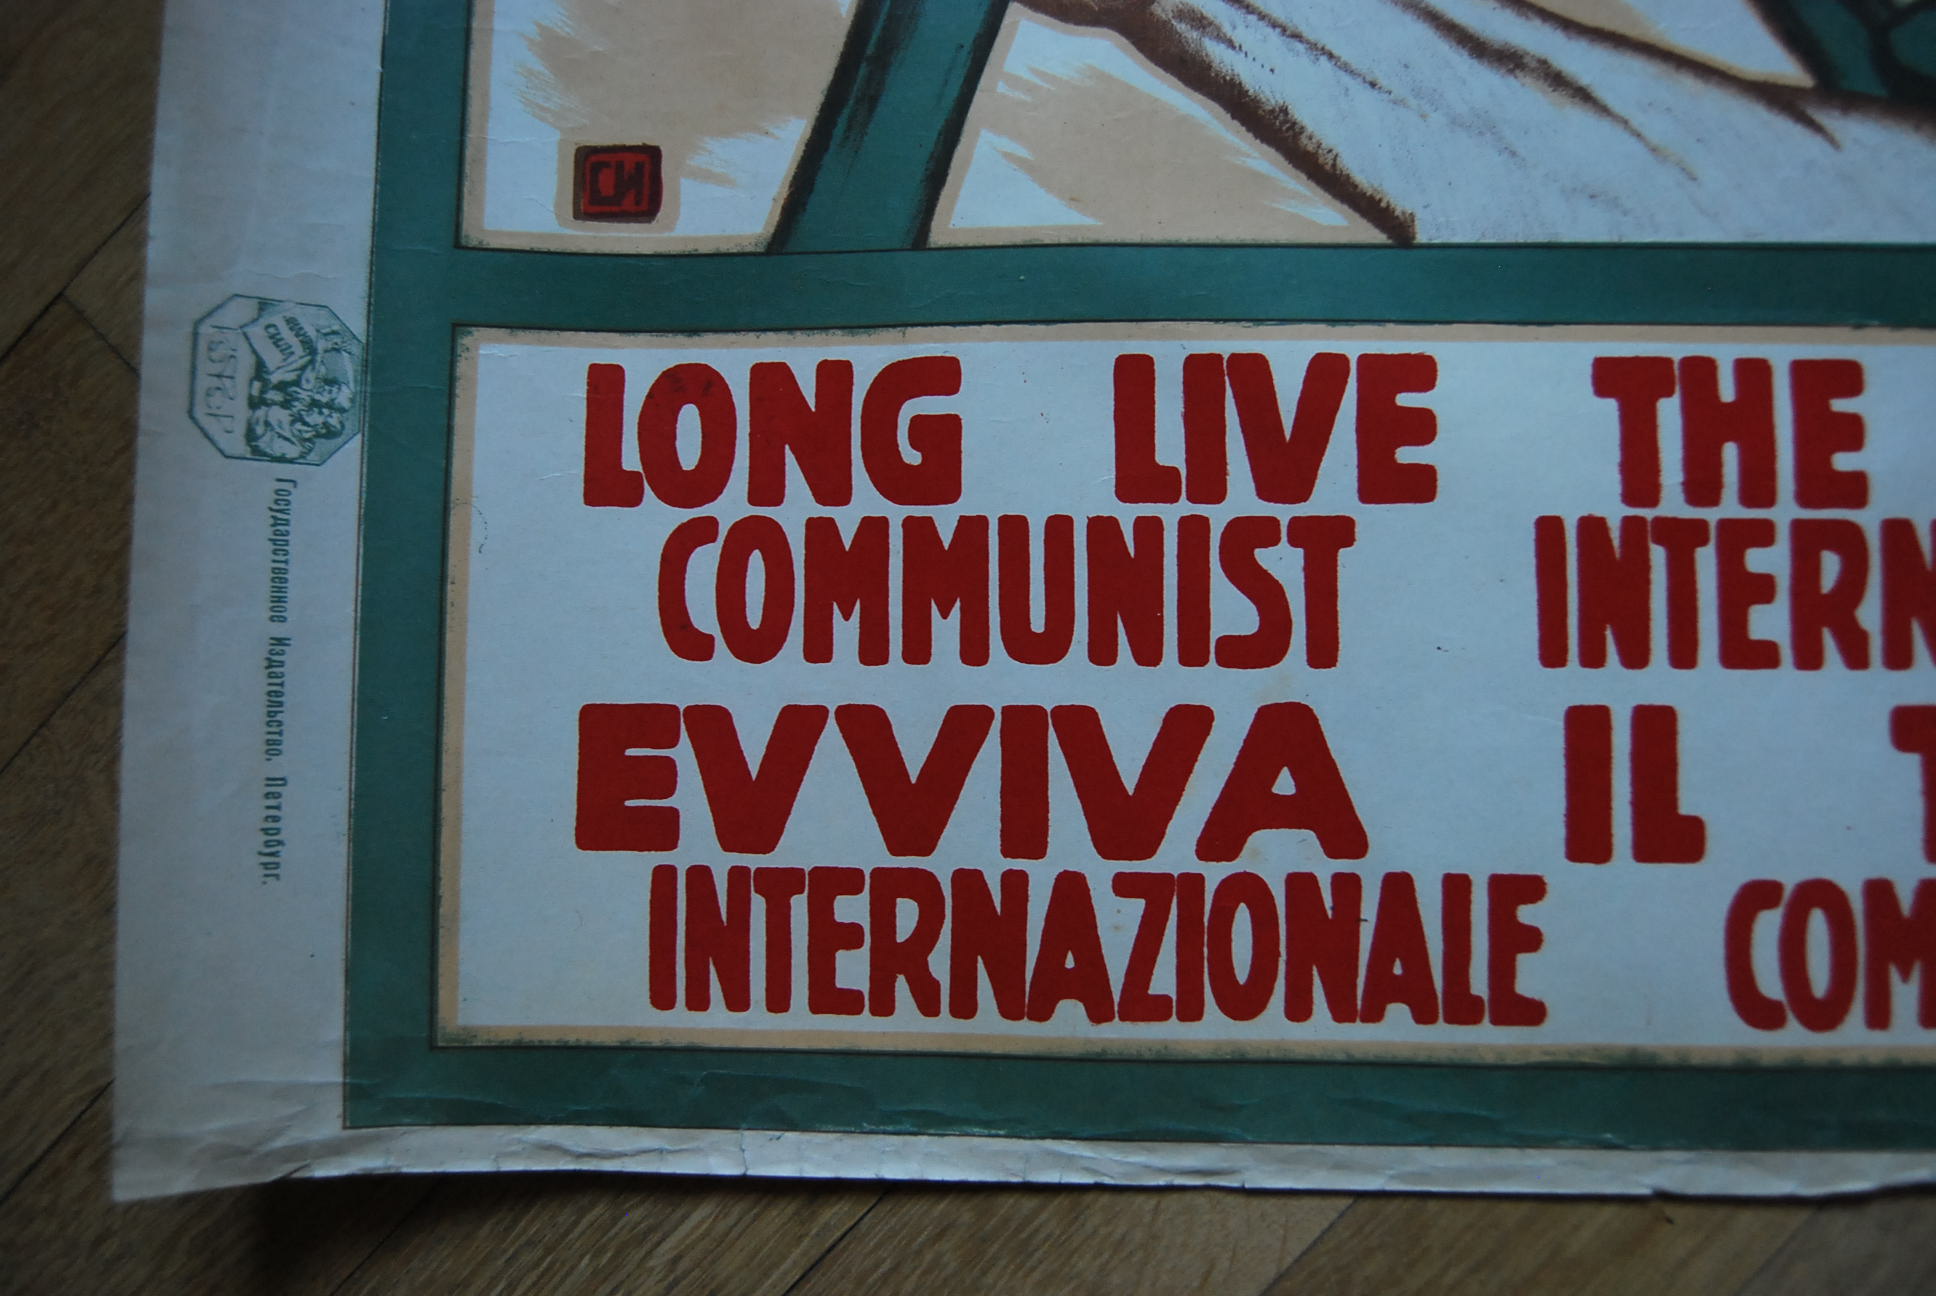 СИ
LONG LIVE THE
COMMUNIST INTERN
EVVIVA IL T
INTERNAZIONALE COM
Государственное Издательство. Петербург.